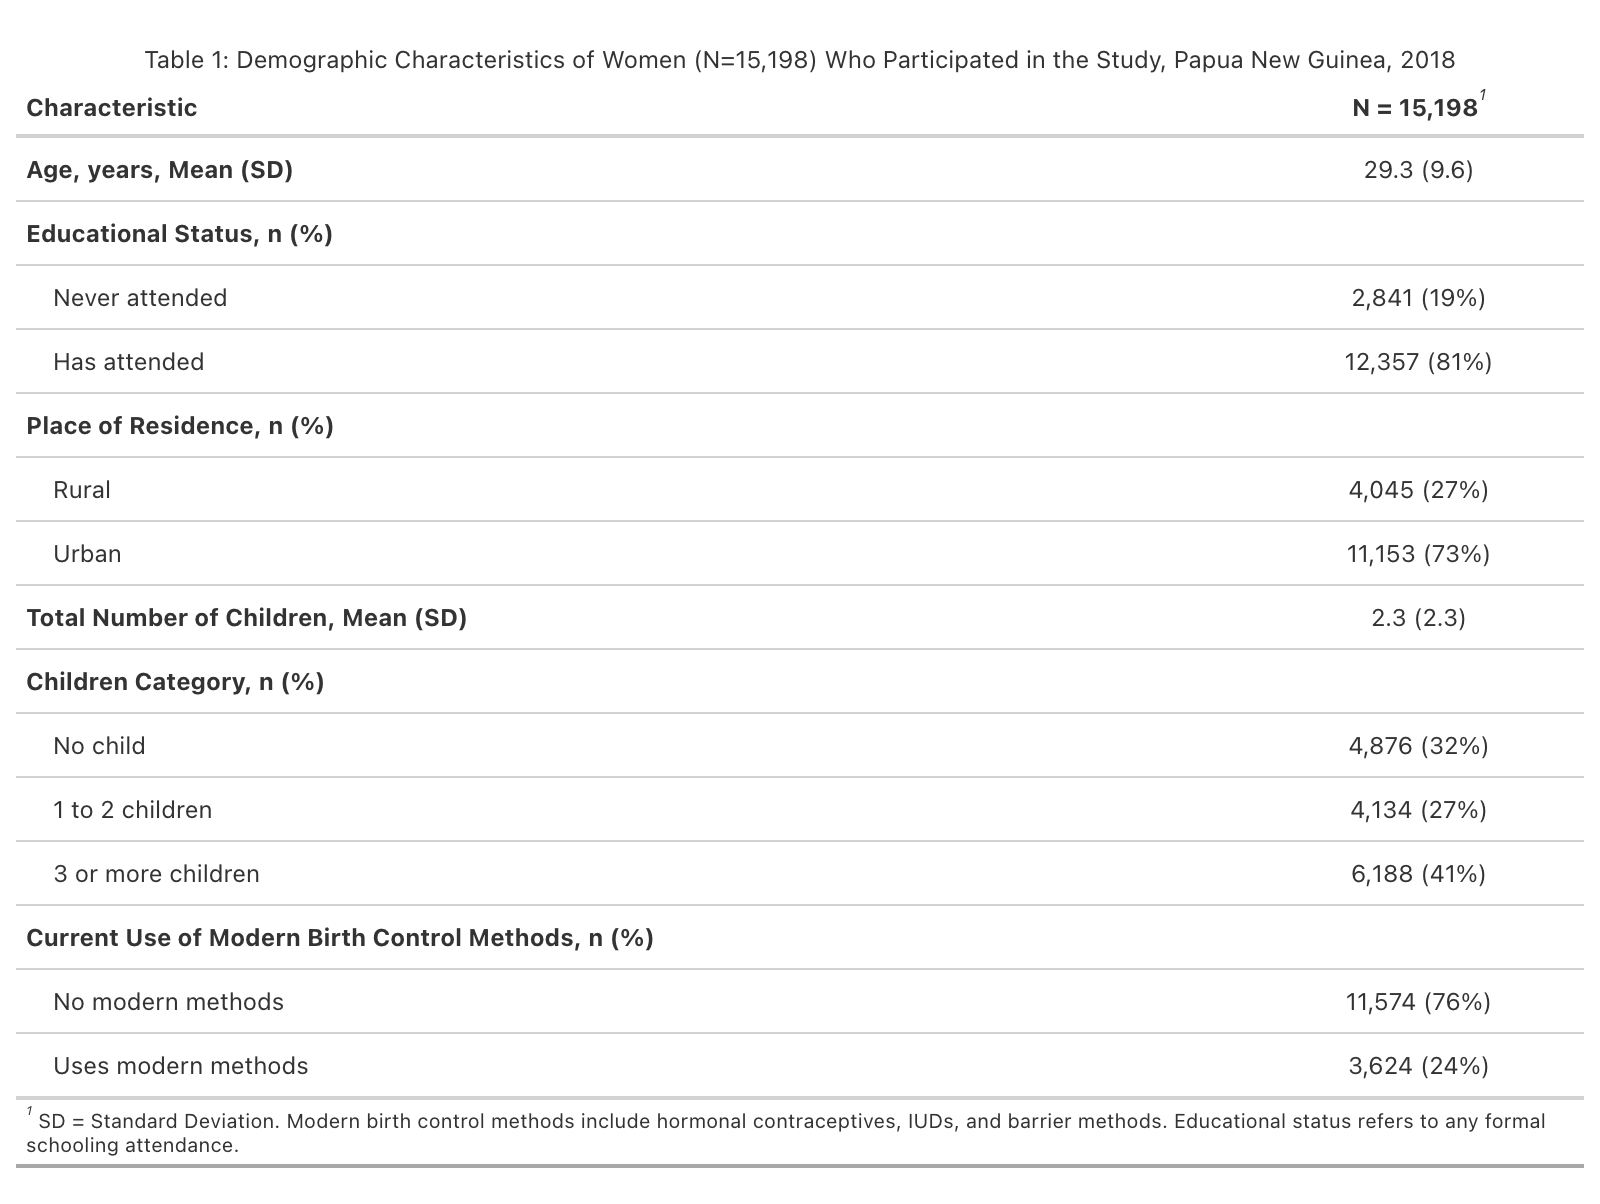 Table 1: Demographic Characteristics of Women (N=15,198) Who Participated in the Study, Papua New Guinea, 2018
Characteristic N = 15,198¹
Age, years, Mean (SD) 29.3 (9.6)
Educational Status, n (%)
Never attended 2,841 (19%)
Has attended 12,357 (81%)
Place of Residence, n (%)
Rural 4,045 (27%)
Urban 11,153 (73%)
Total Number of Children, Mean (SD) 2.3 (2.3)
Children Category, n (%)
No child 4,876 (32%)
1 to 2 children 4,134 (27%)
3 or more children 6,188 (41%)
Current Use of Modern Birth Control Methods, n (%)
No modern methods 11,574 (76%)
Uses modern methods 3,624 (24%)
¹ SD = Standard Deviation. Modern birth control methods include hormonal contraceptives, IUDs, and barrier methods. Educational status refers to any formal
schooling attendance.